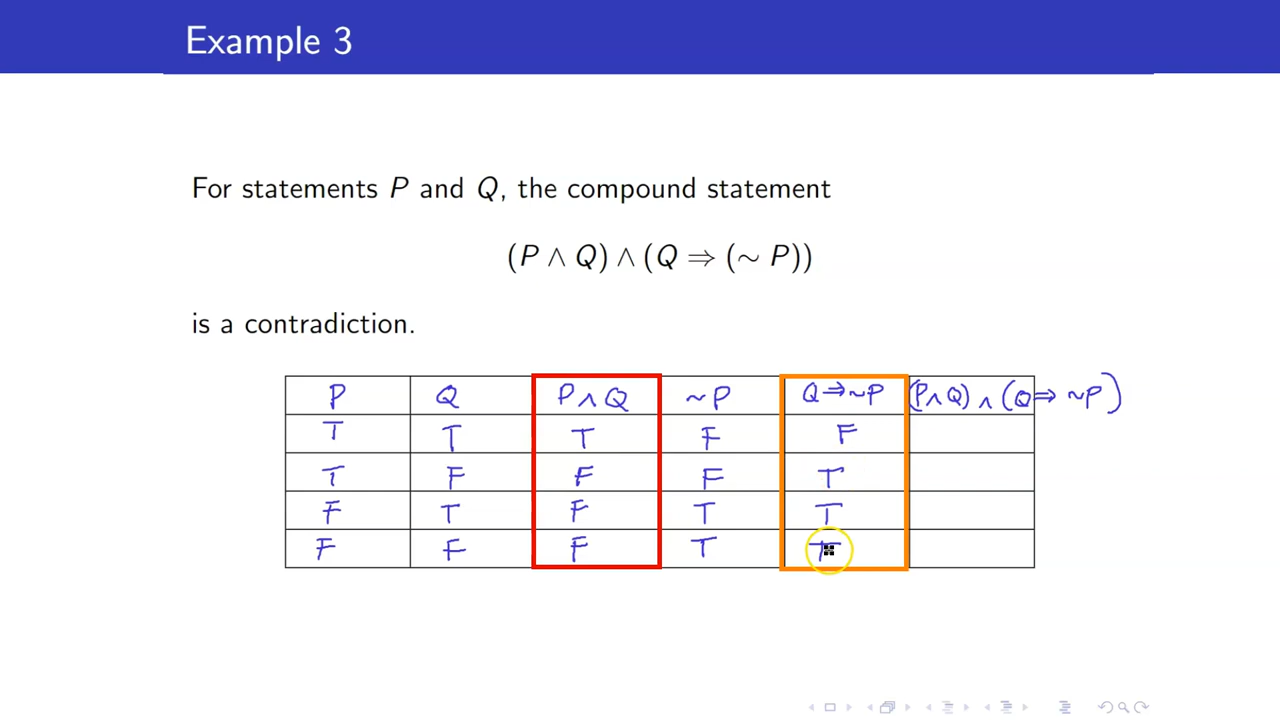 Example 3
For statements P and Q, the compound statement
(P ∧ Q) ∧ (Q ⇒ (∼ P))
is a contradiction.
P Q P ∧ Q ~P Q ⇒ ~P (P ∧ Q) ∧ (Q ⇒ ~P)
T T T F F
T F F F T
F T F T T
F F F T T